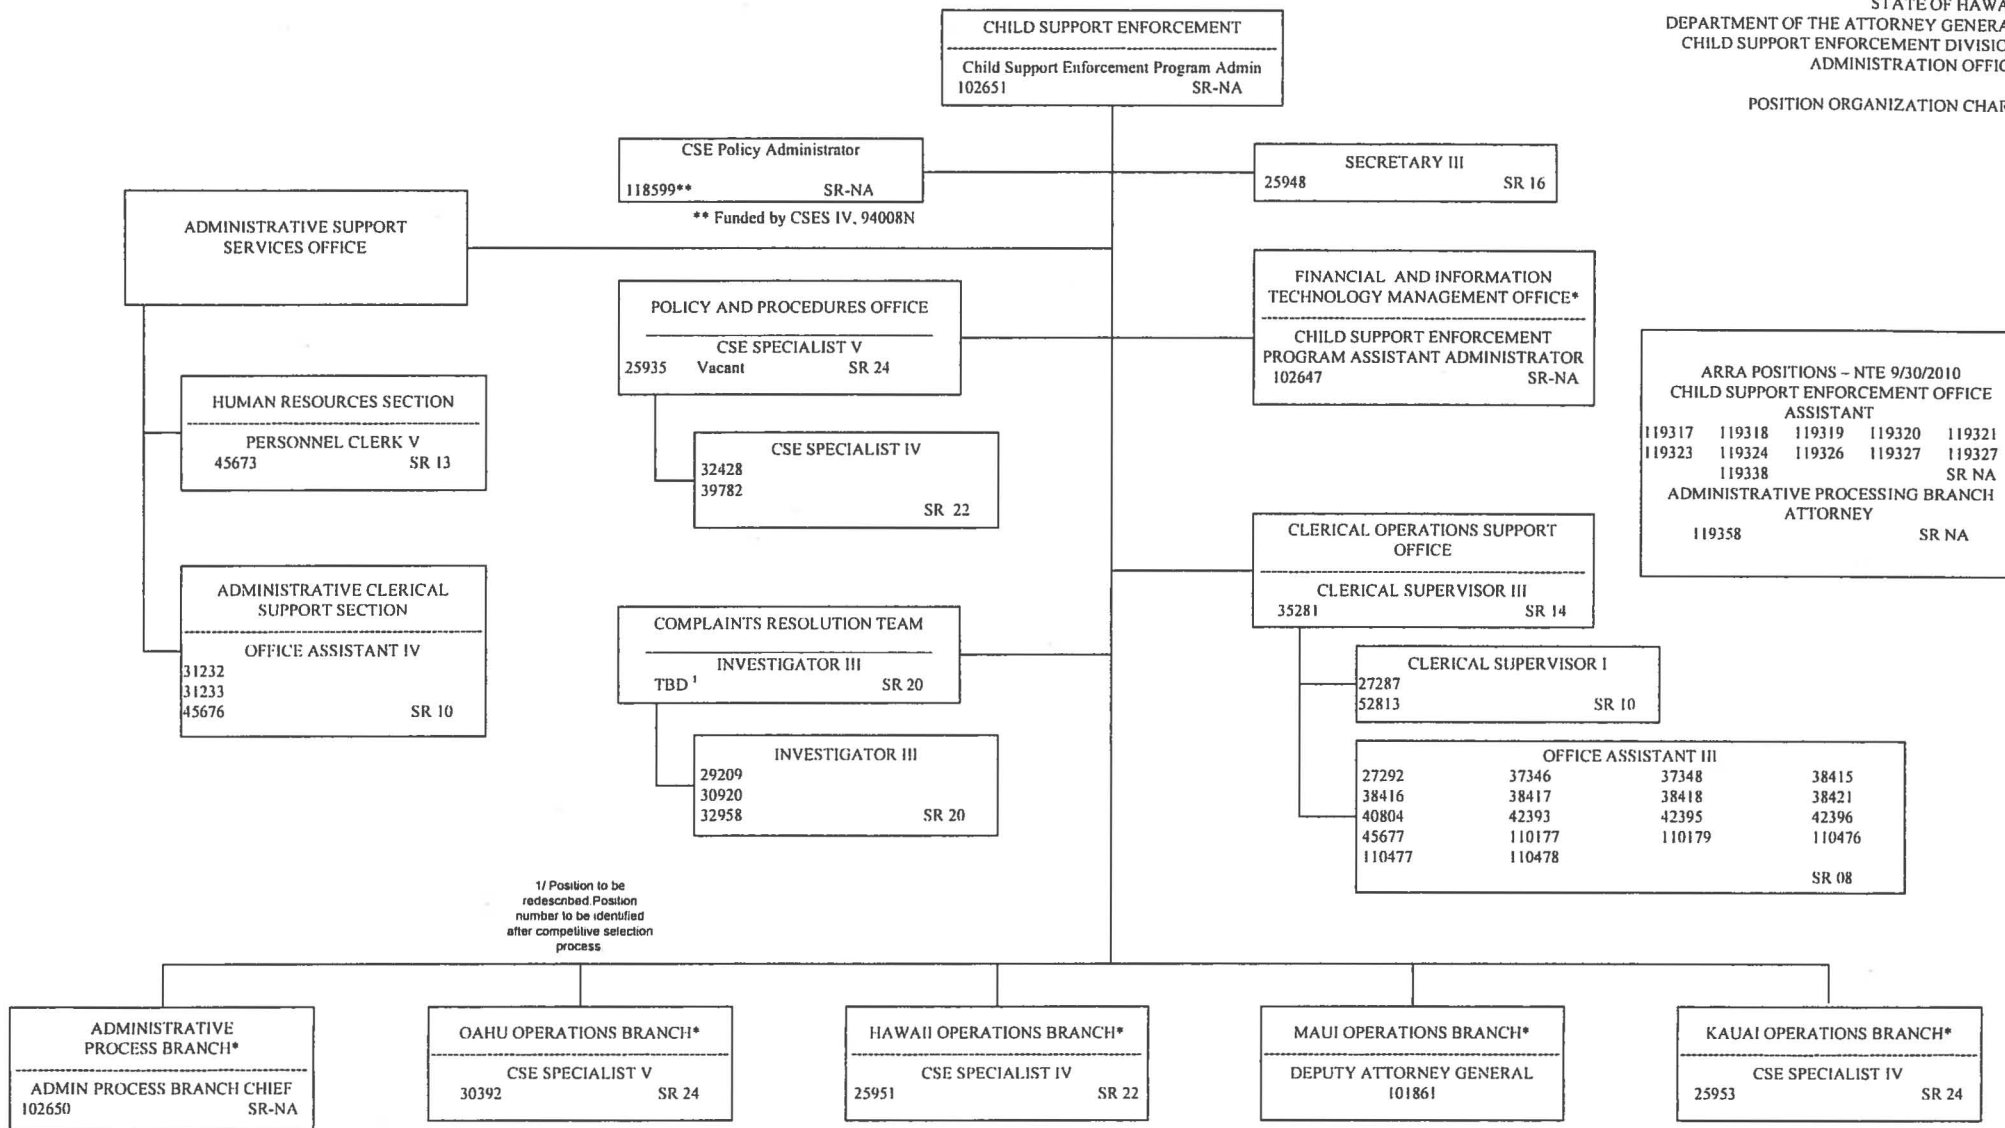 STATE OF HAWA
DEPARTMENT OF THE ATTORNEY GENERA
CHILD SUPPORT ENFORCEMENT DIVISIO
ADMINISTRATION OFFIC
POSITION ORGANIZATION CHAR
CHILD SUPPORT ENFORCEMENT
Child Support Enforcement Program Admin
102651 SR-NA
CSE Policy Administrator
118599** SR-NA
** Funded by CSES IV, 94008N
SECRETARY III
25948 SR 16
ADMINISTRATIVE SUPPORT
SERVICES OFFICE
HUMAN RESOURCES SECTION
PERSONNEL CLERK V
45673 SR 13
ADMINISTRATIVE CLERICAL
SUPPORT SECTION
OFFICE ASSISTANT IV
31232
31233
45676 SR 10
POLICY AND PROCEDURES OFFICE
CSE SPECIALIST V
25935 Vacant SR 24
CSE SPECIALIST IV
32428
39782
SR 22
FINANCIAL AND INFORMATION
TECHNOLOGY MANAGEMENT OFFICE*
CHILD SUPPORT ENFORCEMENT
PROGRAM ASSISTANT ADMINISTRATOR
102647 SR-NA
ARRA POSITIONS – NTE 9/30/2010
CHILD SUPPORT ENFORCEMENT OFFICE
ASSISTANT
119317 119318 119319 119320 119321
119323 119324 119326 119327 119327
119338 SR NA
ADMINISTRATIVE PROCESSING BRANCH
ATTORNEY
119358 SR NA
COMPLAINTS RESOLUTION TEAM
INVESTIGATOR III
TBD 1 SR 20
INVESTIGATOR III
29209
30920
32958 SR 20
CLERICAL OPERATIONS SUPPORT
OFFICE
CLERICAL SUPERVISOR III
35281 SR 14
CLERICAL SUPERVISOR I
27287
52813 SR 10
OFFICE ASSISTANT III
27292 37346 37348 38415
38416 38417 38418 38421
40804 42393 42395 42396
45677 110177 110179 110476
110477 110478
SR 08
1/ Position to be
redescribed.Position
number to be identified
after competitive selection
process
ADMINISTRATIVE
PROCESS BRANCH*
ADMIN PROCESS BRANCH CHIEF
102650 SR-NA
OAHU OPERATIONS BRANCH*
CSE SPECIALIST V
30392 SR 24
HAWAII OPERATIONS BRANCH*
CSE SPECIALIST IV
25951 SR 22
MAUI OPERATIONS BRANCH*
DEPUTY ATTORNEY GENERAL
101861
KAUAI OPERATIONS BRANCH*
CSE SPECIALIST IV
25953 SR 24